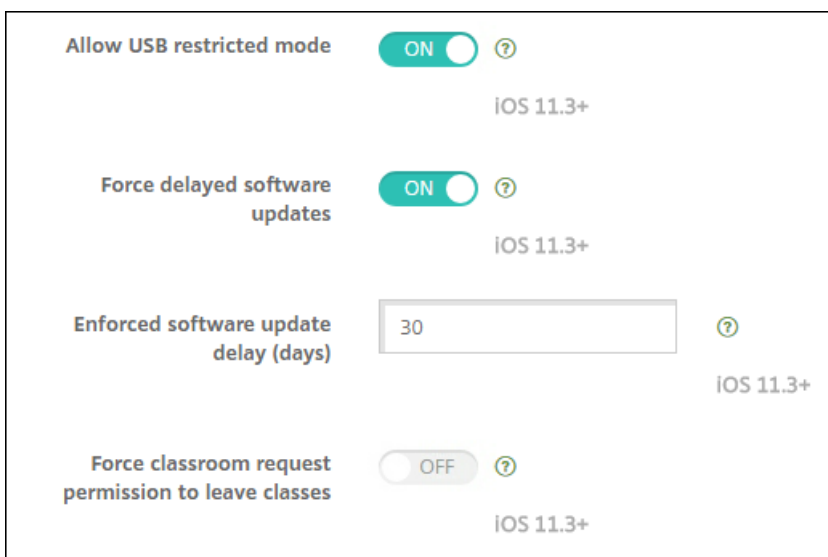 Allow USB restricted mode ON ?
iOS 11.3+
Force delayed software
updates ON ?
iOS 11.3+
Enforced software update
delay (days) 30 ?
iOS 11.3+
Force classroom request
permission to leave classes OFF ?
iOS 11.3+